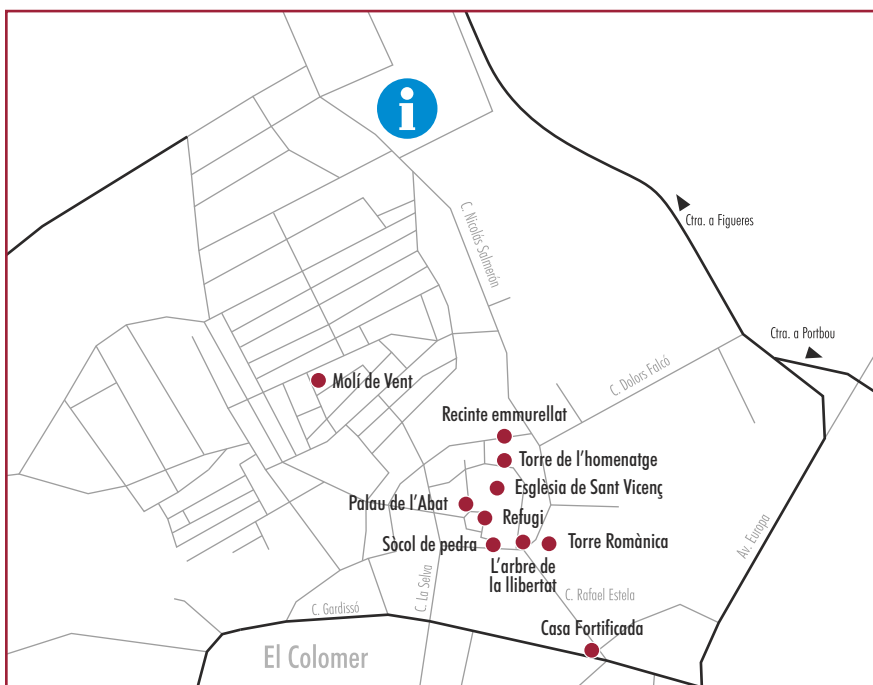 i
C. Nicolás Salmerón
Ctra. a Figueres
Ctra. a Portbou
C. Dolors Falcó
Molí de Vent
Recinte emmurellat
Torre de l'homenatge
Esglèsia de Sant Vicenç
Palau de l'Abat
Refugi
Sòcol de pedra
Torre Romànica
L'arbre de
la llibertat
Av. Europa
C. La Selva
C. Rafael Estela
C. Gardissó
Casa Fortificada
El Colomer